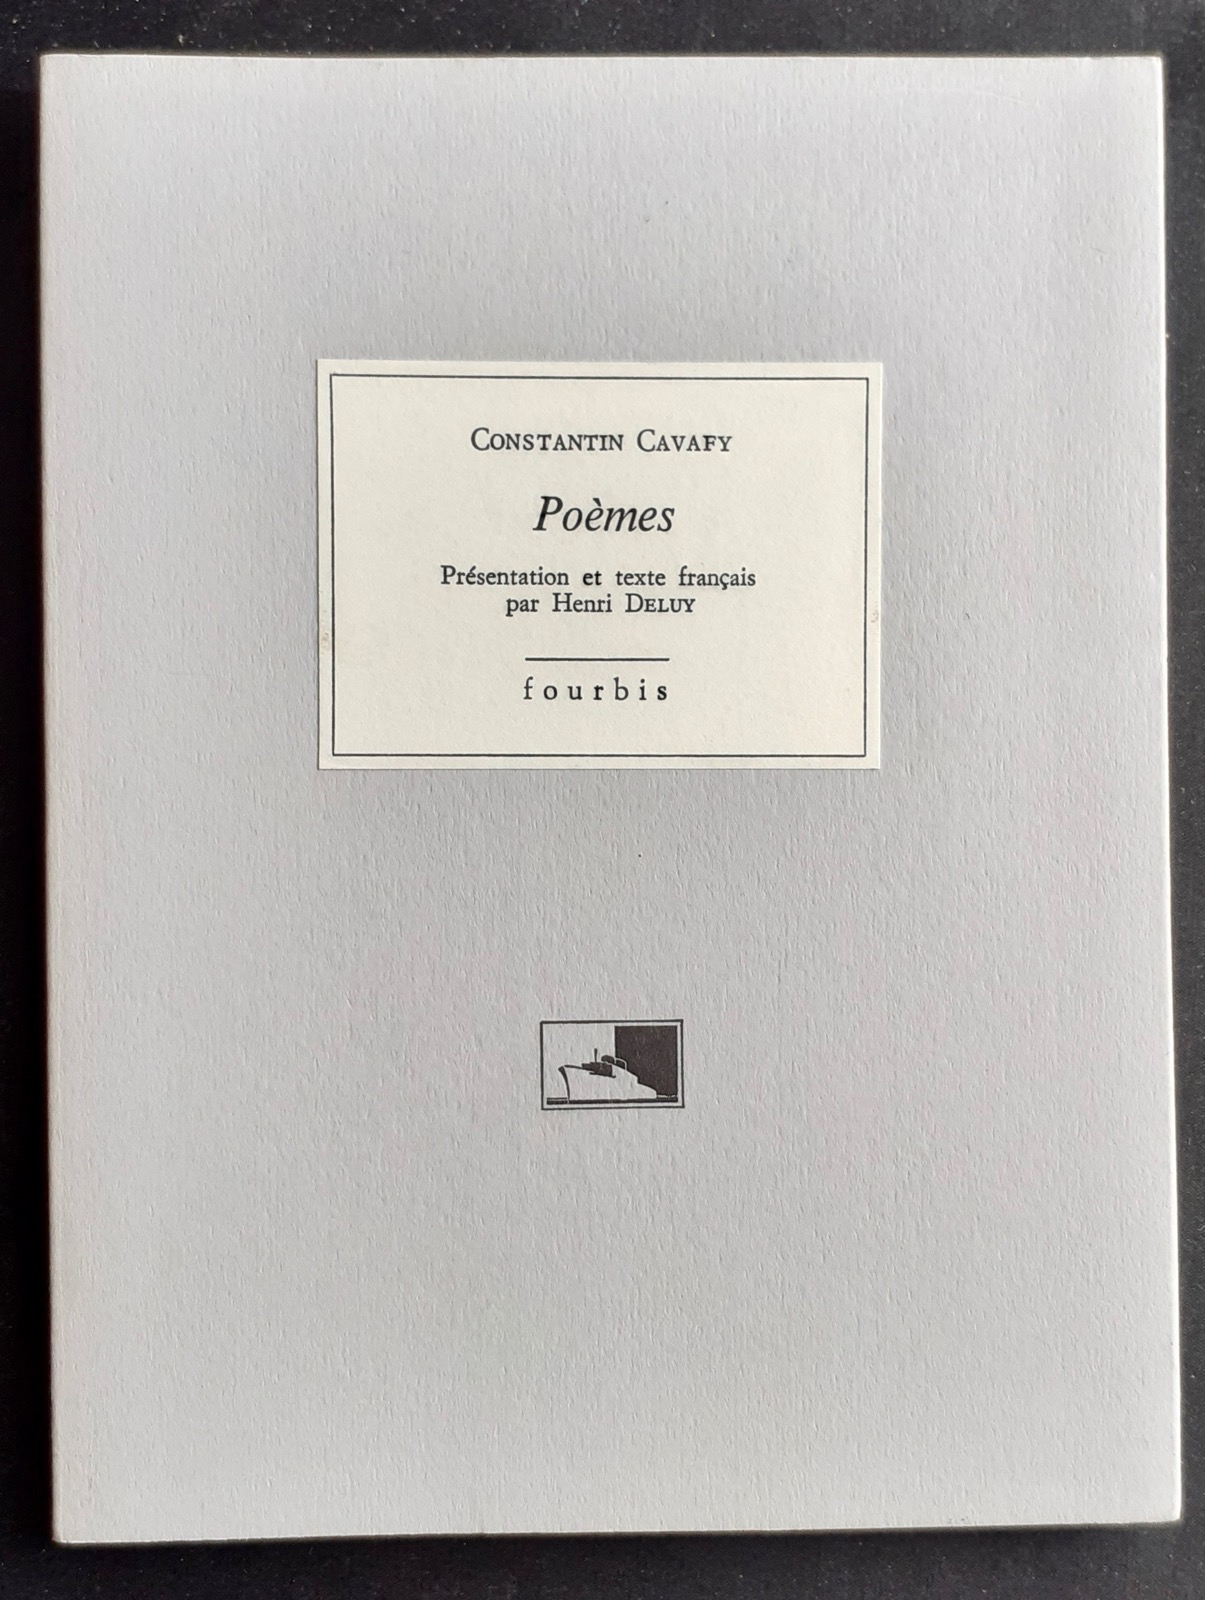 CONSTANTIN CAVAFY
Poèmes
Présentation et texte français
par Henri DELUY
fourbis